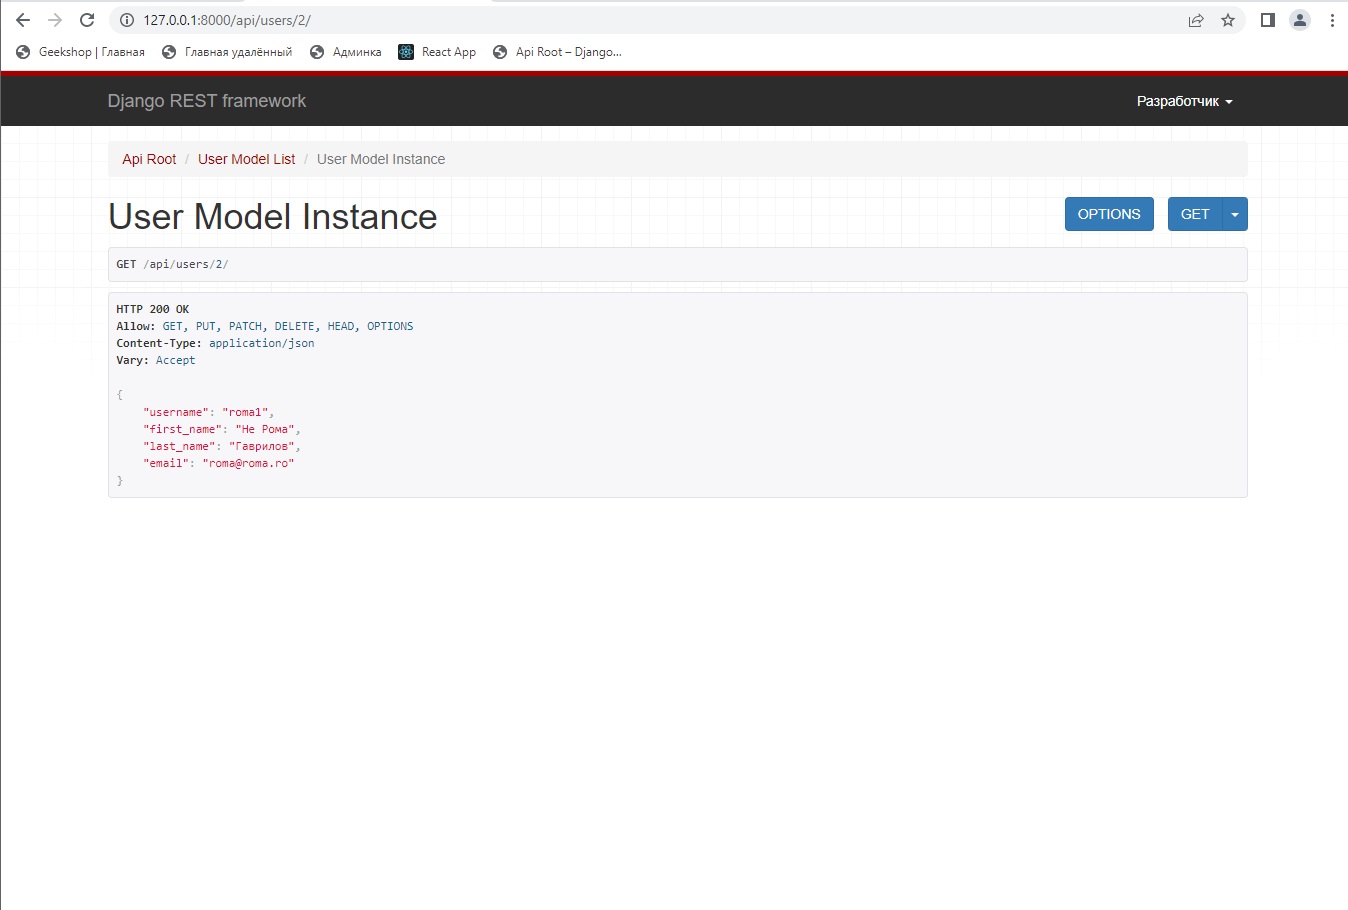 127.0.0.1:8000/api/users/2/
Geekshop | Главная Главная удалённый Админка React App Api Root – Django...
Django REST framework Разработчик
Api Root / User Model List / User Model Instance
User Model Instance OPTIONS GET
GET /api/users/2/
HTTP 200 OK
Allow: GET, PUT, PATCH, DELETE, HEAD, OPTIONS
Content-Type: application/json
Vary: Accept
{
"username": "roma1",
"first_name": "Не Рома",
"last_name": "Гаврилов",
"email": "roma@roma.ro"
}